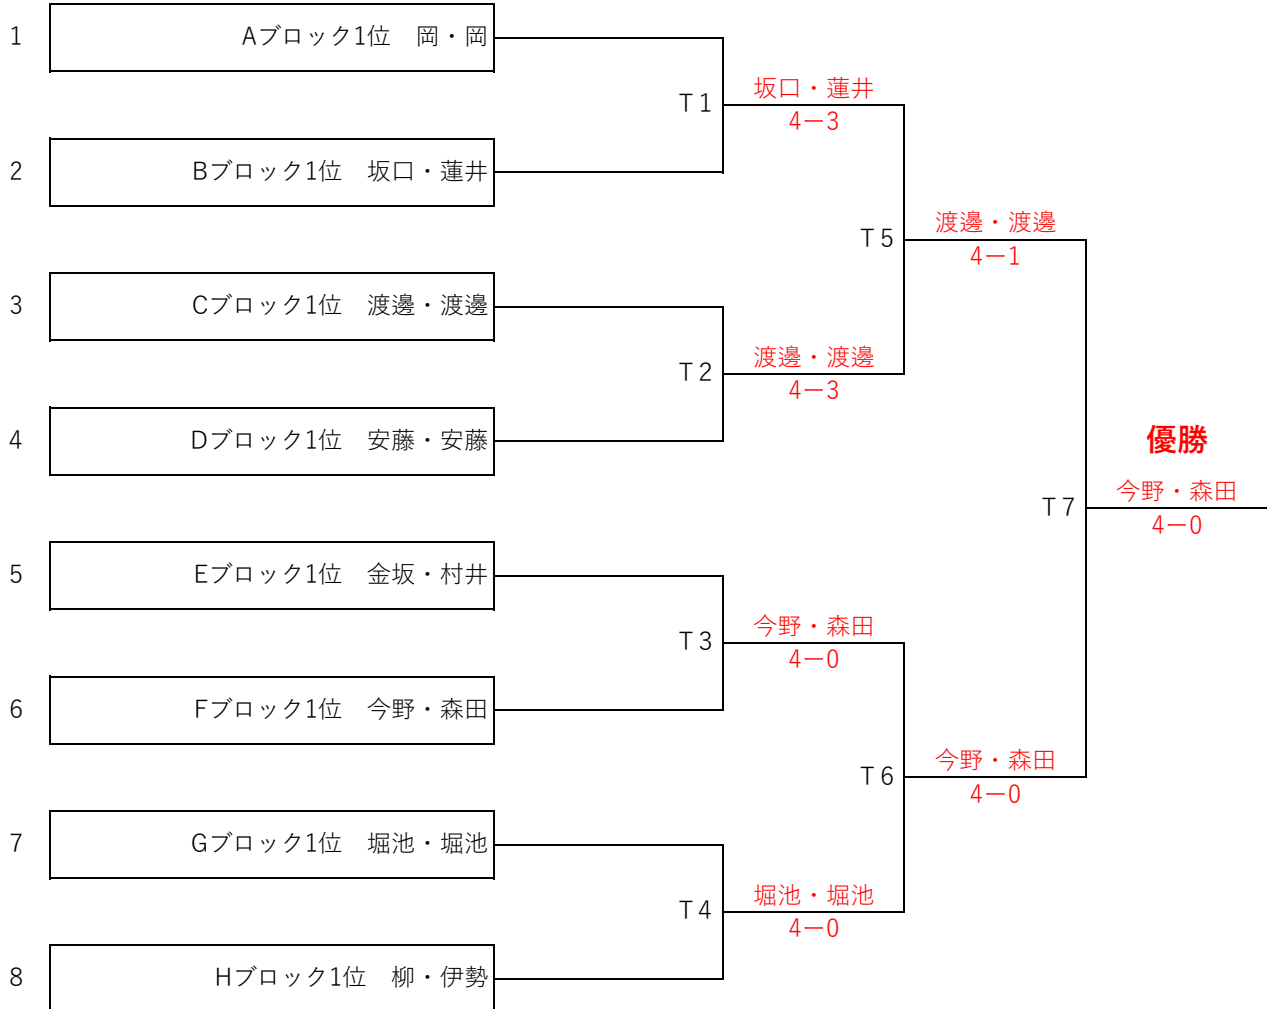 1 Aブロック1位 岡・岡
T1 坂口・蓮井
4ー3
2 Bブロック1位 坂口・蓮井
T5 渡邊・渡邊
4ー1
3 Cブロック1位 渡邊・渡邊
T2 渡邊・渡邊
4ー3
4 Dブロック1位 安藤・安藤
優勝
T7 今野・森田
4ー0
5 Eブロック1位 金坂・村井
T3 今野・森田
4ー0
6 Fブロック1位 今野・森田
T6 今野・森田
4ー0
7 Gブロック1位 堀池・堀池
T4 堀池・堀池
4ー0
8 Hブロック1位 柳・伊勢